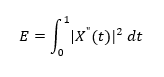 E = ∫₀¹ |X"(t)|² dt